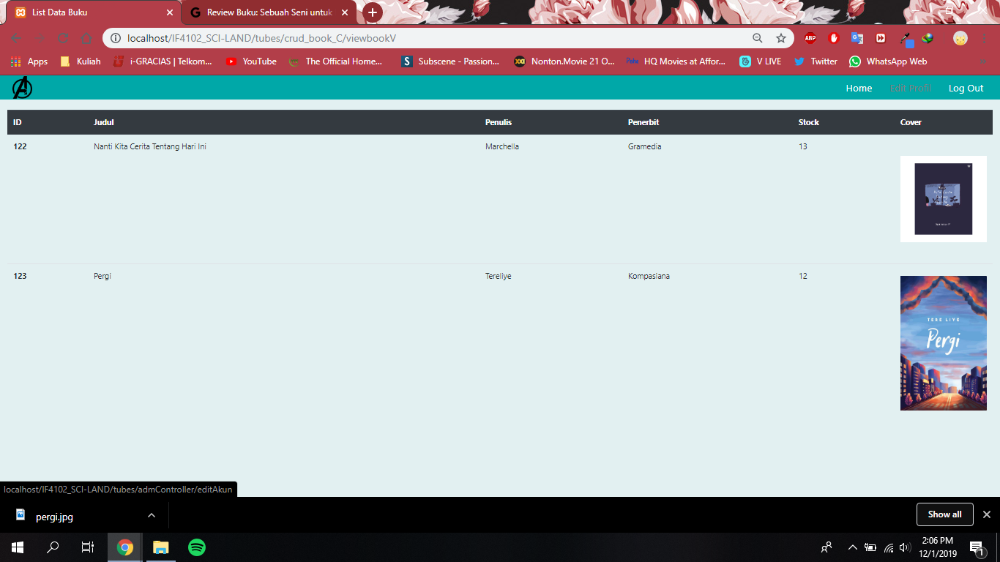 List Data Buku
Review Buku: Sebuah Seni untuk
localhost/IF4102_SCI-LAND/tubes/crud_book_C/viewbookV
ABP
Apps
Kuliah
i-GRACIAS | Telkom...
YouTube
The Official Home...
Subscene - Passion...
Nonton.Movie 21 O...
HQ Movies at Affor...
V LIVE
Twitter
WhatsApp Web
Home
Edit Profil
Log Out
ID Judul Penulis Penerbit Stock Cover
122 Nanti Kita Cerita Tentang Hari Ini Marchella Gramedia 13
123 Pergi Tereliye Kompasiana 12
TERE LIYE
Pergi
localhost/IF4102_SCI-LAND/tubes/admController/editAkun
pergi.jpg
Show all
2:06 PM
12/1/2019
1